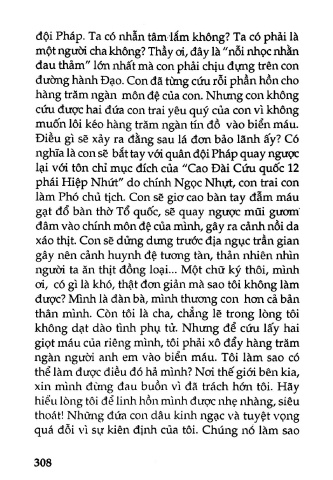 đội Pháp. Ta có nhẫn tâm lắm không? Ta có phải là
một người cha không? Thầy ơi, đây là “nỗi nhọc nhằn
đau thảm” lớn nhất mà con phải chịu đựng trên con
đường hành Đạo. Con đã từng cứu rỗi phần hồn cho
hàng trăm ngàn môn đệ của con. Nhưng con không
cứu được hai đứa con trai yêu quý của con vì không
muốn lôi kéo hàng trăm ngàn tín đồ vào biển máu.
Điều gì sẽ xảy ra đằng sau lá đơn bảo lãnh ấy? Có
nghĩa là con sẽ bắt tay với quân đội Pháp quay ngược
lại với tôn chỉ mục đích của “Cao Đài Cứu quốc 12
phái Hiệp Nhứt” do chính Ngọc Nhựt, con trai con
làm Phó chủ tịch. Con sẽ giơ cao bàn tay đẫm máu
gạt đổ bàn thờ Tổ quốc, sẽ quay ngược mũi gươm
đâm vào chính môn đệ của mình, gây ra cảnh nồi da
xáo thịt. Con sẽ dửng dưng trước địa ngục trần gian
gây nên cảnh huynh đệ tương tàn, thản nhiên nhìn
người ta ăn thịt đồng loại... Một chữ ký thôi, mình
ơi, có gì là khó, thật đơn giản mà sao tôi không làm
được? Mình là đàn bà, mình thương con hơn cả bản
thân mình. Còn tôi là cha, chẳng lẽ trong lòng tôi
không dạt dào tình phụ tử. Nhưng để cứu lấy hai
giọt máu của riêng mình, tôi phải xô đẩy hàng trăm
ngàn người anh em vào biển máu. Tôi làm sao có
thể làm được điều đó hả mình? Nơi thế giới bên kia,
xin mình đừng đau buồn vì đã trách hờn tôi. Hãy
hiểu lòng tôi để linh hồn mình được nhẹ nhàng, siêu
thoát! Những đứa con dâu kinh ngạc và tuyệt vọng
quá đỗi vì sự kiên định của tôi. Chúng nó làm sao
308